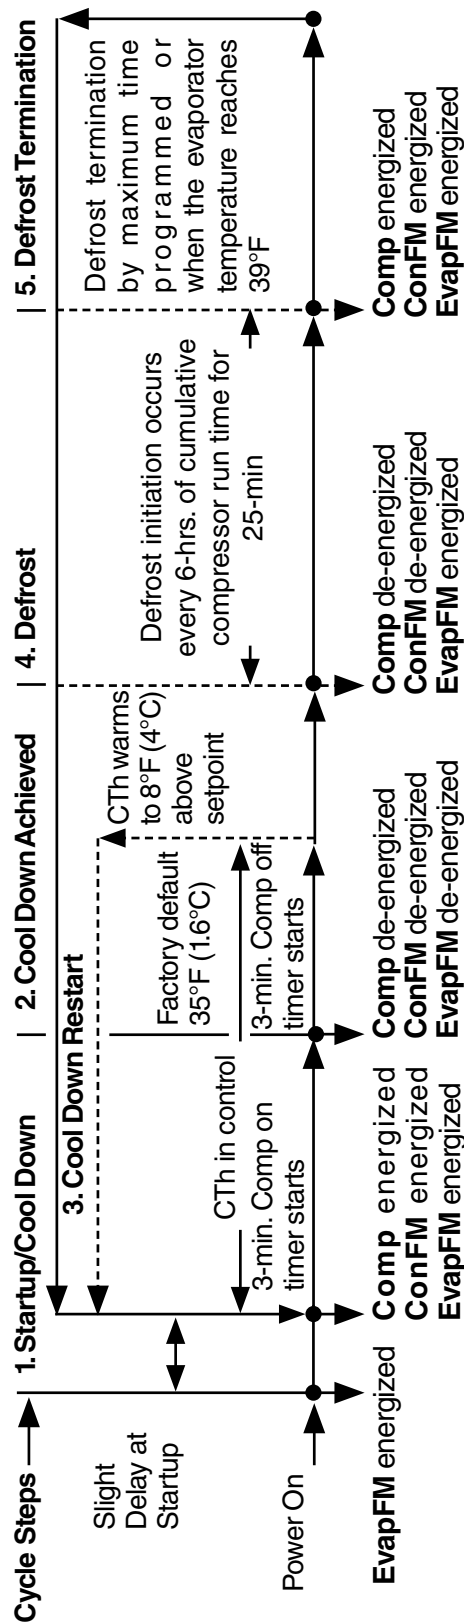 Cycle Steps
1. Startup/Cool Down
2. Cool Down Achieved
4. Defrost
5. Defrost Termination
3. Cool Down Restart
Slight
Delay at
Startup
Power On
CTh in control
3-min. Comp on
timer starts
Factory default
35°F (1.6°C)
3-min. Comp off
timer starts
CTh warms
to 8°F (4°C)
above
setpoint
Defrost initiation occurs
every 6-hrs. of cumulative
compressor run time for
25-min
Defrost termination
by maximum time
programmed or
when the evaporator
temperature reaches
39°F
EvapFM energized
Comp energized
ConFM energized
EvapFM energized
Comp de-energized
ConFM de-energized
EvapFM de-energized
Comp de-energized
ConFM de-energized
EvapFM energized
Comp energized
ConFM energized
EvapFM energized